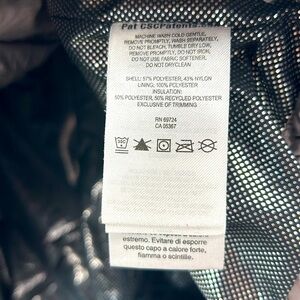 Pat CSCPatents.com
MACHINE WASH COLD GENTLE,
REMOVE PROMPTLY, WASH SEPARATELY,
DO NOT BLEACH, TUMBLE DRY LOW,
REMOVE PROMPTLY, DO NOT IRON,
DO NOT USE FABRIC SOFTENER,
DO NOT DRYCLEAN
SHELL: 57% POLYESTER, 43% NYLON
LINING: 100% POLYESTER
INSULATION:
50% POLYESTER, 50% RECYCLED POLYESTER
EXCLUSIVE OF TRIMMING
RN 69724
CA 05367
estremo. Evitare di esporre
questo capo a calore forte,
fiamma o scintille.